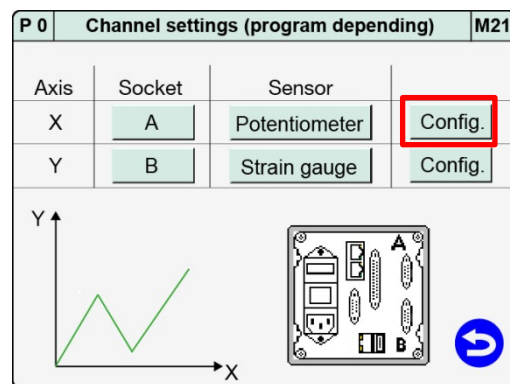 P 0 Channel settings (program depending) M21
Axis Socket Sensor
X A Potentiometer Config.
Y B Strain gauge Config.
Y
A
B
X